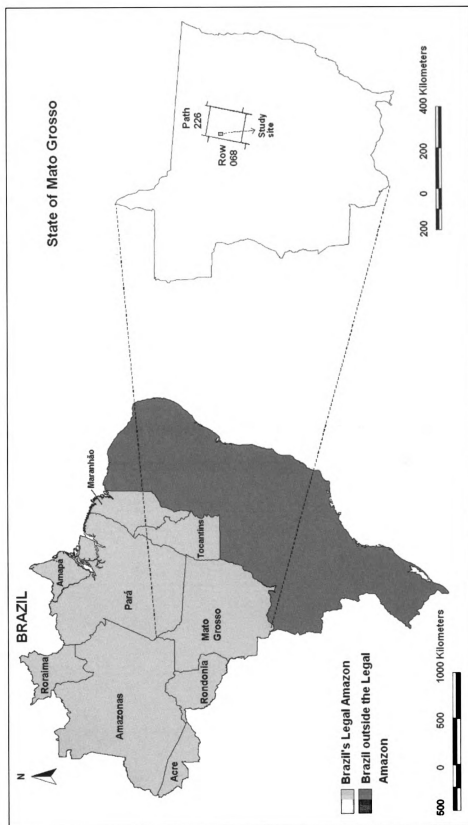 BRAZIL
N
Roraima
Amapá
Amazonas
Pará
Maranhão
Acre
Rondonia
Mato
Grosso
Tocantins
Brazil's Legal Amazon
Brazil outside the Legal
Amazon
500 0 500 1000 Kilometers
State of Mato Grosso
Path
226
Row
068
Study
site
200 0 200 400 Kilometers